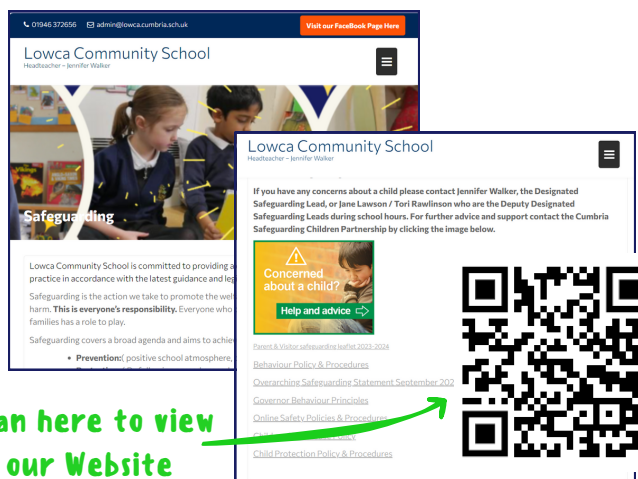 01946 372656 admin@lowca.cumbria.sch.uk Visit our FaceBook Page Here
Lowca Community School
Headteacher – Jennifer Walker
Vikings
Safeguarding
Lowca Community School is committed to providing a
practice in accordance with the latest guidance and leg
Safeguarding is the action we take to promote the welf
harm. This is everyone's responsibility. Everyone who
families has a role to play.
Safeguarding covers a broad agenda and aims to achiev
• Prevention:( positive school atmosphere,
Lowca Community School
Headteacher – Jennifer Walker
If you have any concerns about a child please contact Jennifer Walker, the Designated
Safeguarding Lead, or Jane Lawson / Tori Rawlinson who are the Deputy Designated
Safeguarding Leads during school hours. For further advice and support contact the Cumbria
Safeguarding Children Partnership by clicking the image below.
Concerned
about a child?
Help and advice
Parent & Visitor safeguarding leaflet 2023-2024
Behaviour Policy & Procedures
Overarching Safeguarding Statement September 202
Governor Behaviour Principles
Online Safety Policies & Procedures
Policy
Child Protection Policy & Procedures
an here to view
our Website